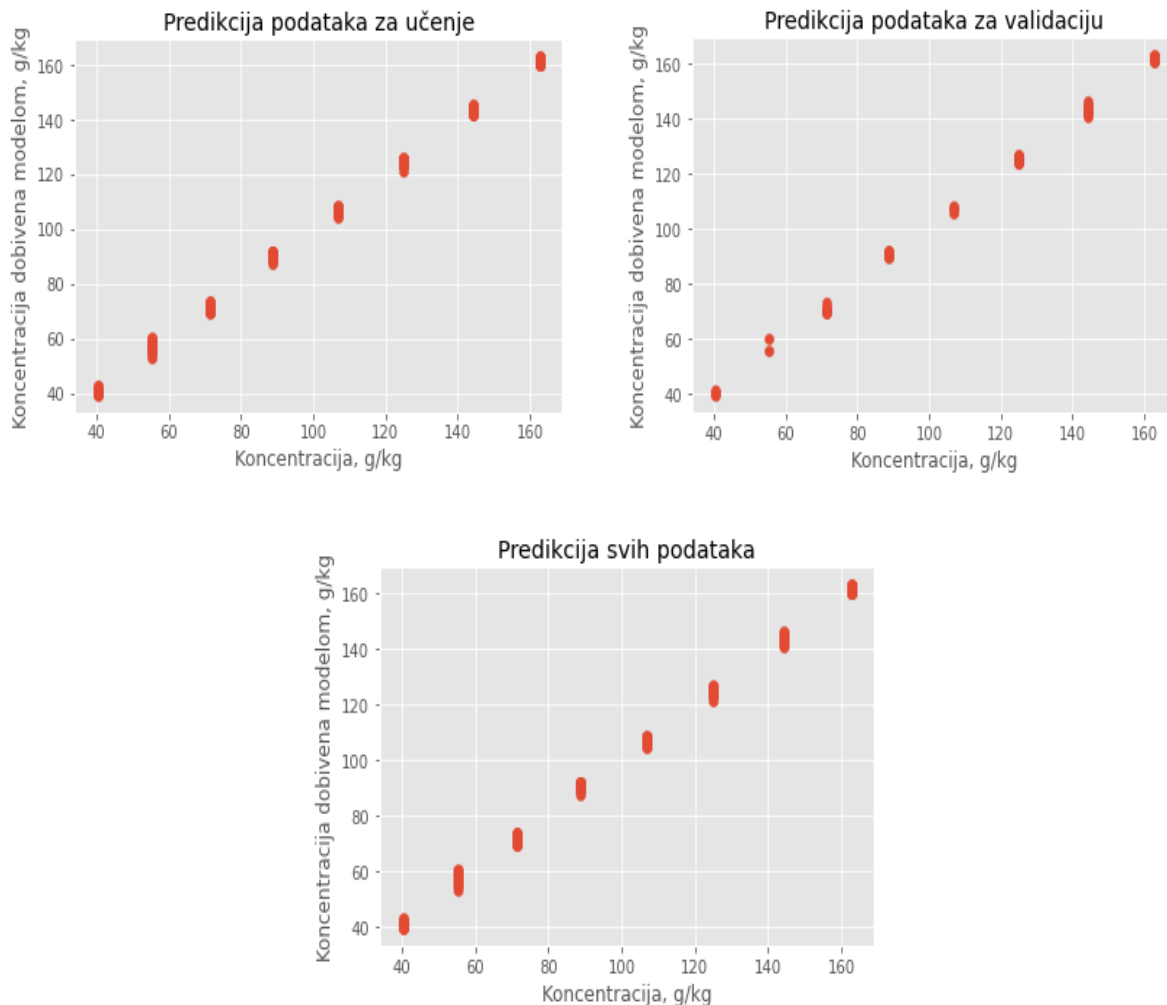 Predikcija podataka za učenje
Koncentracija dobivena modelom, g/kg
160
140
120
100
80
60
40
40 60 80 100 120 140 160
Koncentracija, g/kg
Predikcija podataka za validaciju
Koncentracija dobivena modelom, g/kg
160
140
120
100
80
60
40
40 60 80 100 120 140 160
Koncentracija, g/kg
Predikcija svih podataka
Koncentracija dobivena modelom, g/kg
160
140
120
100
80
60
40
40 60 80 100 120 140 160
Koncentracija, g/kg